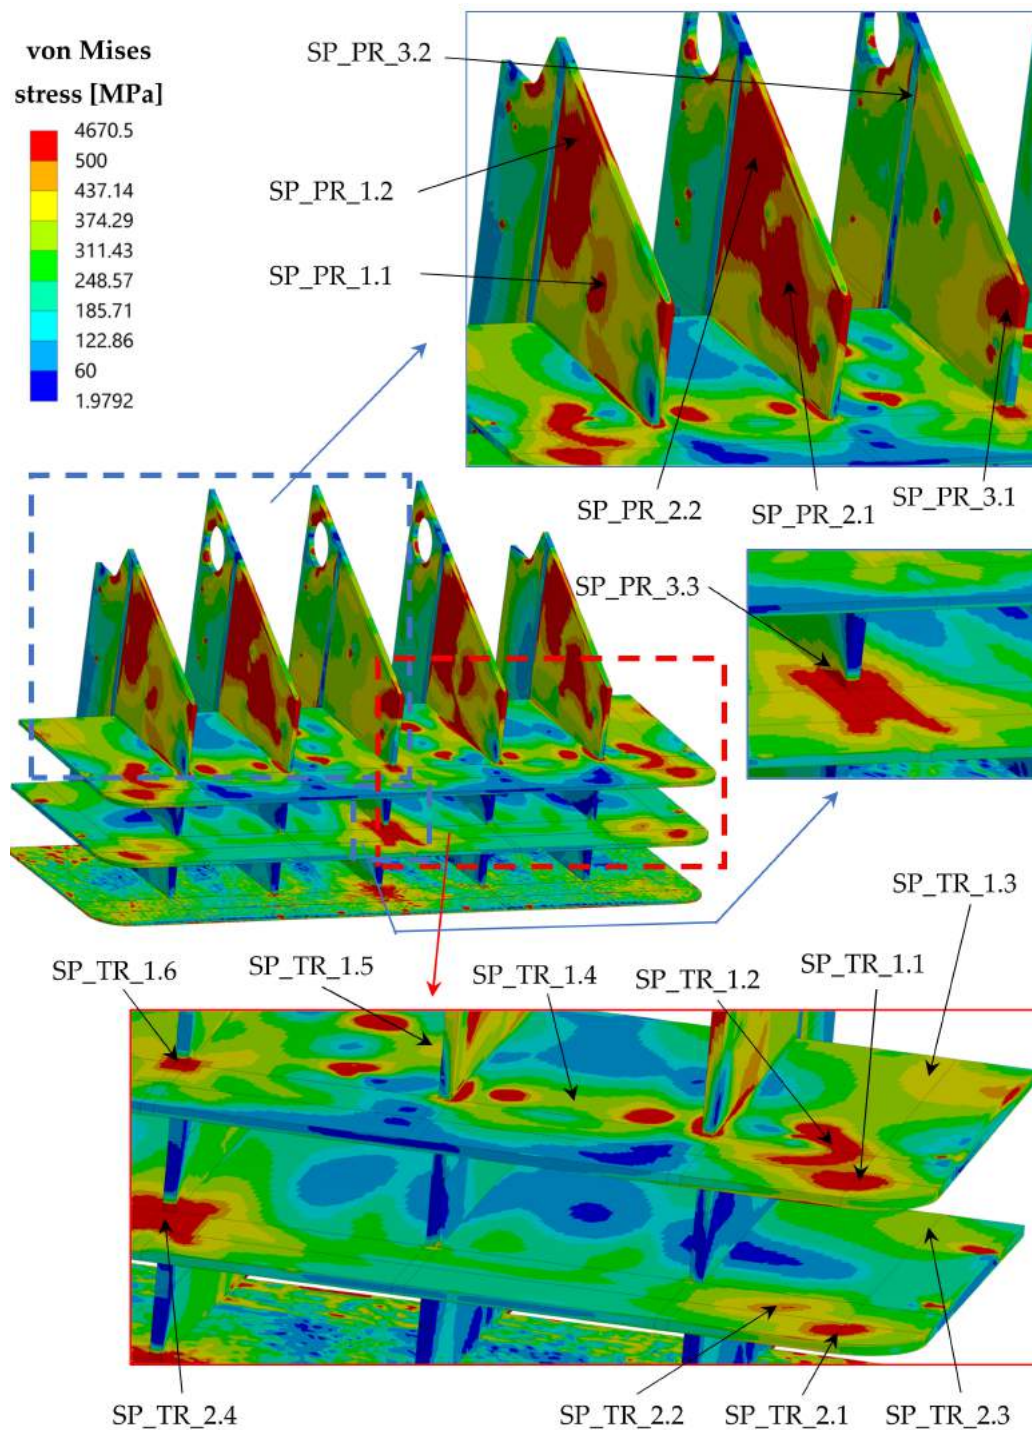 von Mises
stress [MPa]
4670.5
500
437.14
374.29
311.43
248.57
185.71
122.86
60
1.9792
SP_PR_3.2
SP_PR_1.2
SP_PR_1.1
SP_PR_2.2
SP_PR_2.1
SP_PR_3.1
SP_PR_3.3
SP_TR_1.3
SP_TR_1.6
SP_TR_1.5
SP_TR_1.4
SP_TR_1.2
SP_TR_1.1
SP_TR_2.4
SP_TR_2.2
SP_TR_2.1
SP_TR_2.3